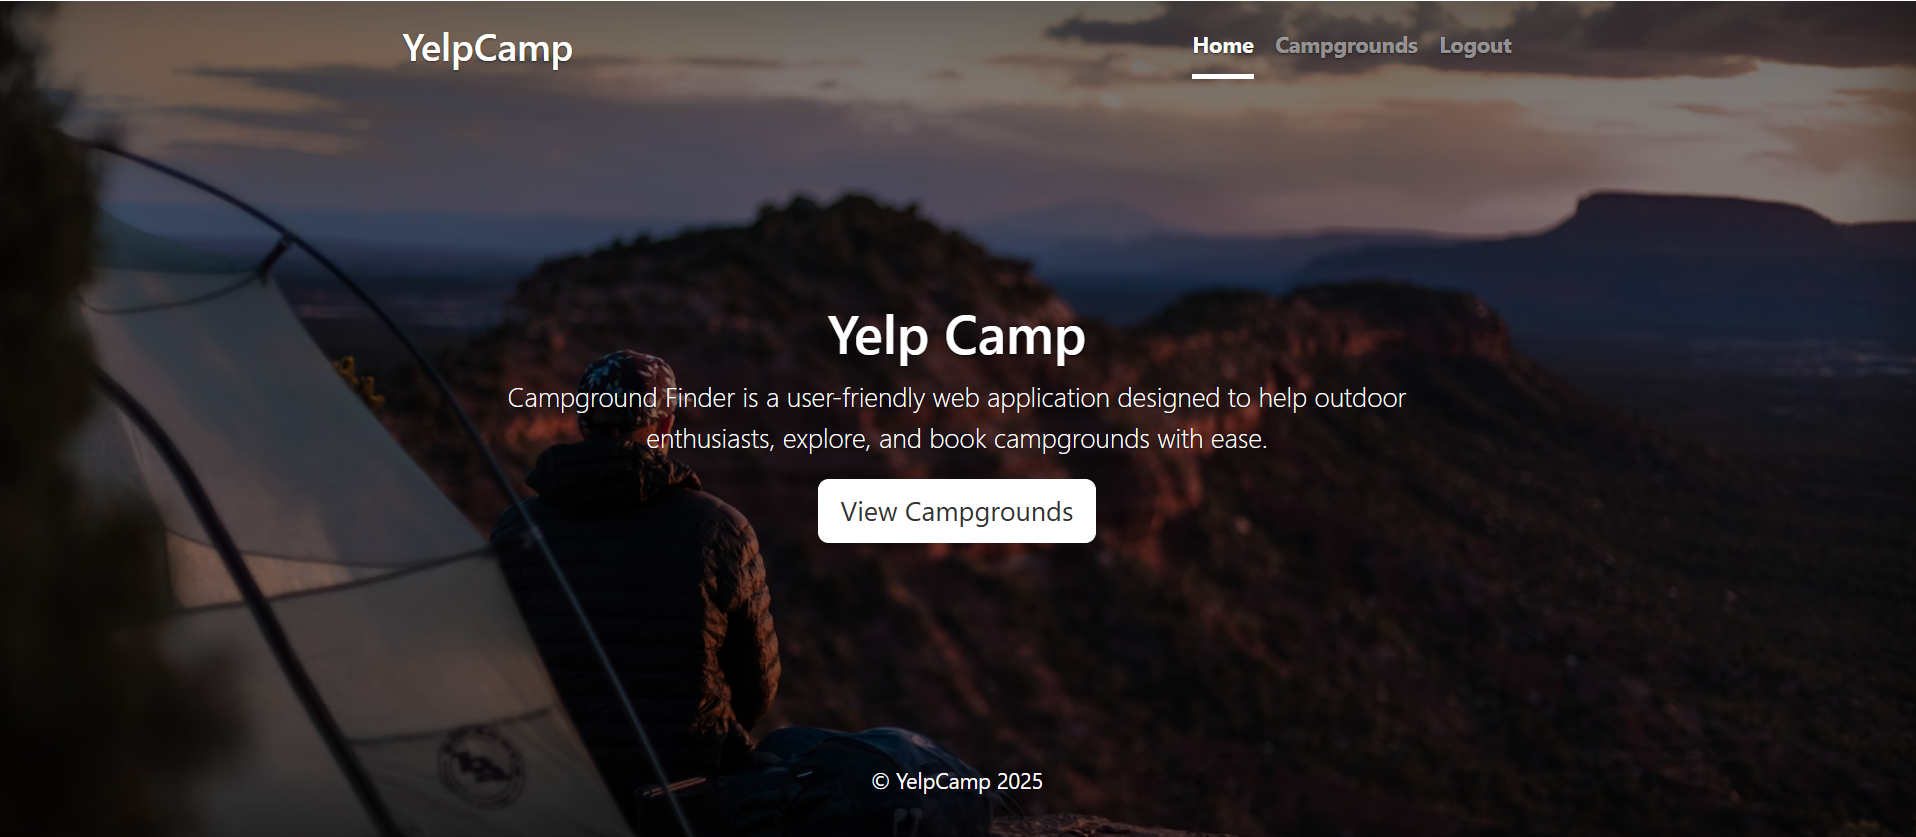 YelpCamp
Home Campgrounds Logout
Yelp Camp
Campground Finder is a user-friendly web application designed to help outdoor
enthusiasts, explore, and book campgrounds with ease.
View Campgrounds
© YelpCamp 2025